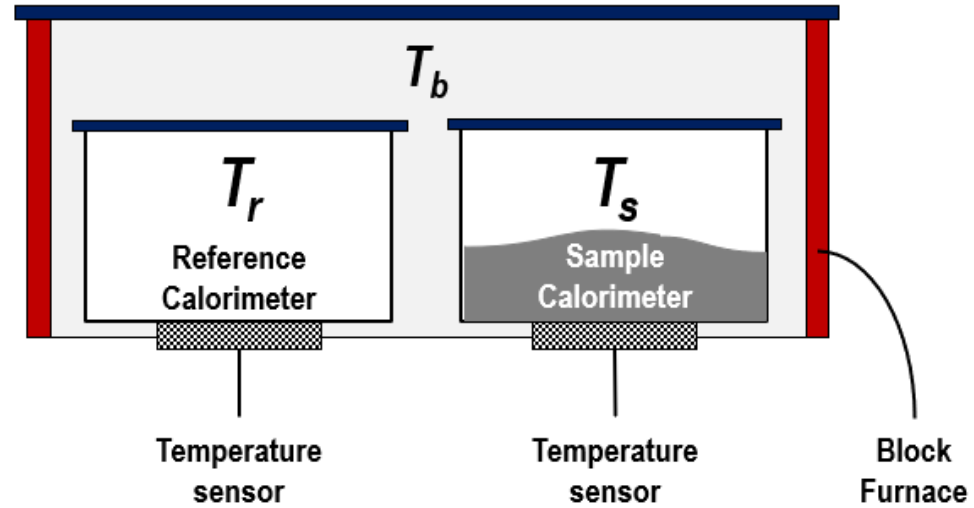 T_b
T_r
T_s
Reference
Calorimeter
Sample
Calorimeter
Temperature
sensor
Temperature
sensor
Block
Furnace